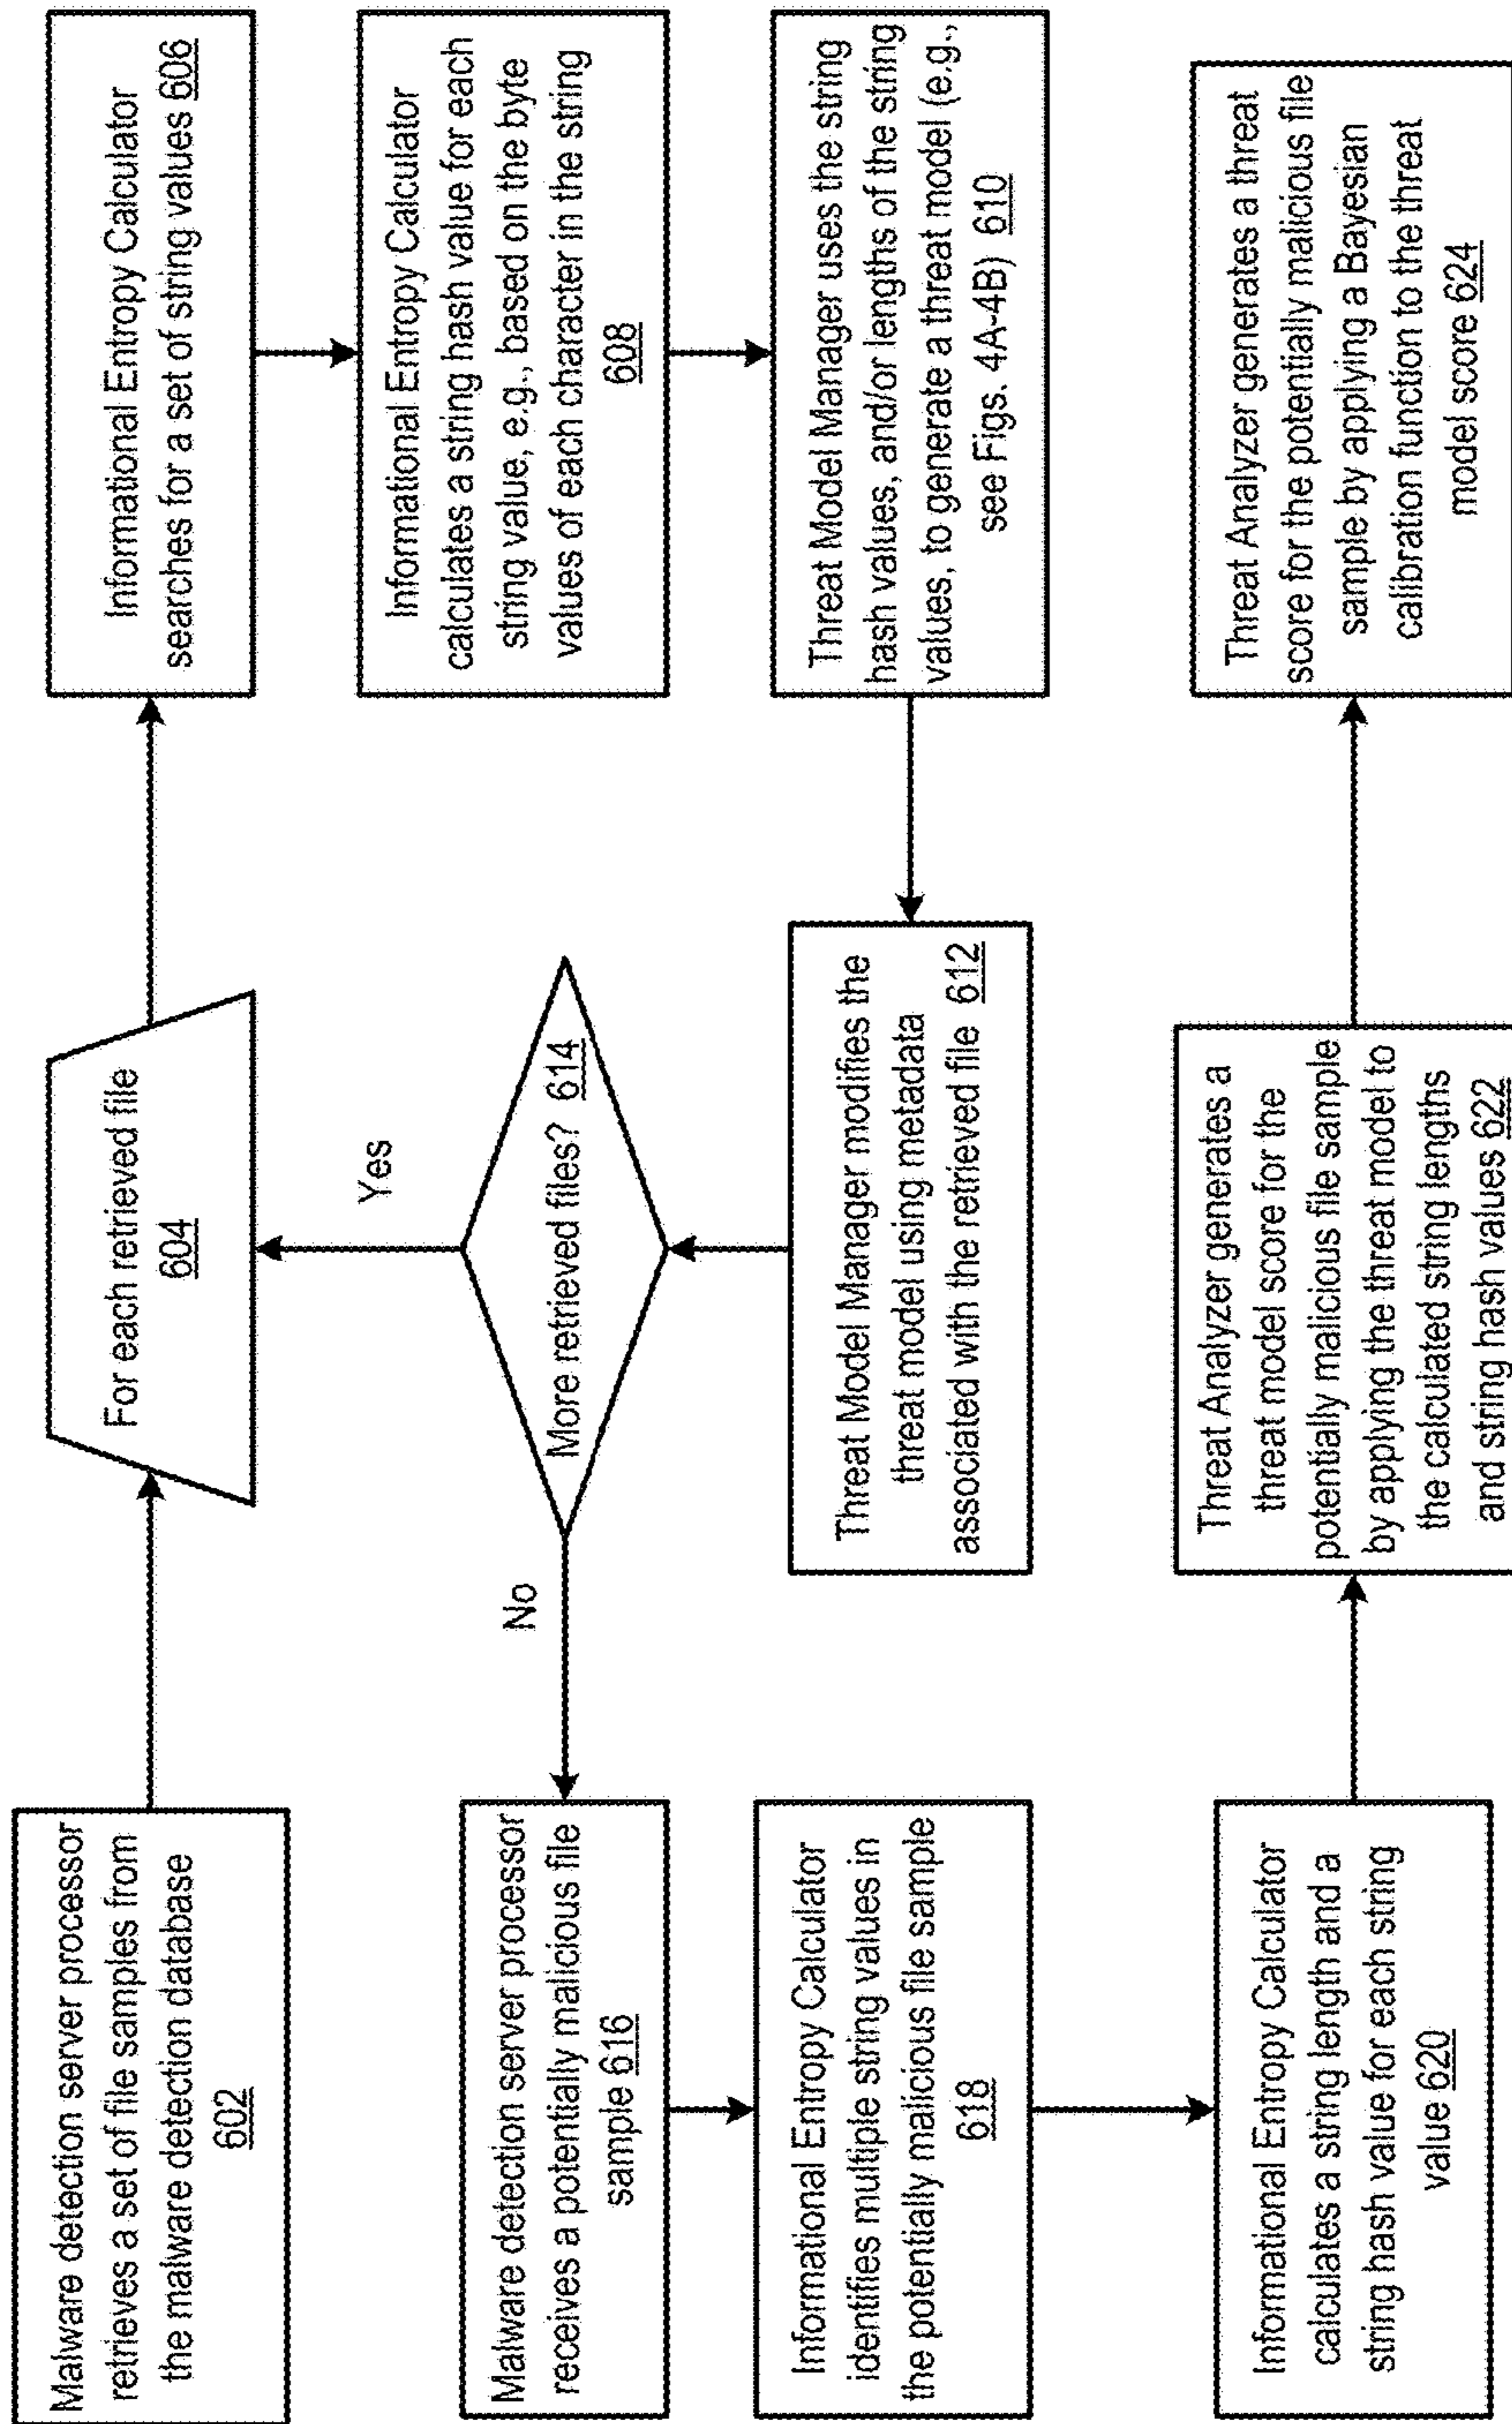 Malware detection server processor
retrieves a set of file samples from
the malware detection database
602
For each retrieved file
604
Informational Entropy Calculator
searches for a set of string values 606
Informational Entropy Calculator
calculates a string hash value for each
string value, e.g., based on the byte
values of each character in the string
608
Threat Model Manager uses the string
hash values, and/or lengths of the string
values, to generate a threat model (e.g.,
see Figs. 4A-4B) 610
Threat Model Manager modifies the
threat model using metadata
associated with the retrieved file 612
More retrieved files? 614
Yes
No
Malware detection server processor
receives a potentially malicious file
sample 616
Informational Entropy Calculator
identifies multiple string values in
the potentially malicious file sample
618
Informational Entropy Calculator
calculates a string length and a
string hash value for each string
value 620
Threat Analyzer generates a
threat model score for the
potentially malicious file sample
by applying the threat model to
the calculated string lengths
and string hash values 622
Threat Analyzer generates a threat
score for the potentially malicious file
sample by applying a Bayesian
calibration function to the threat
model score 624